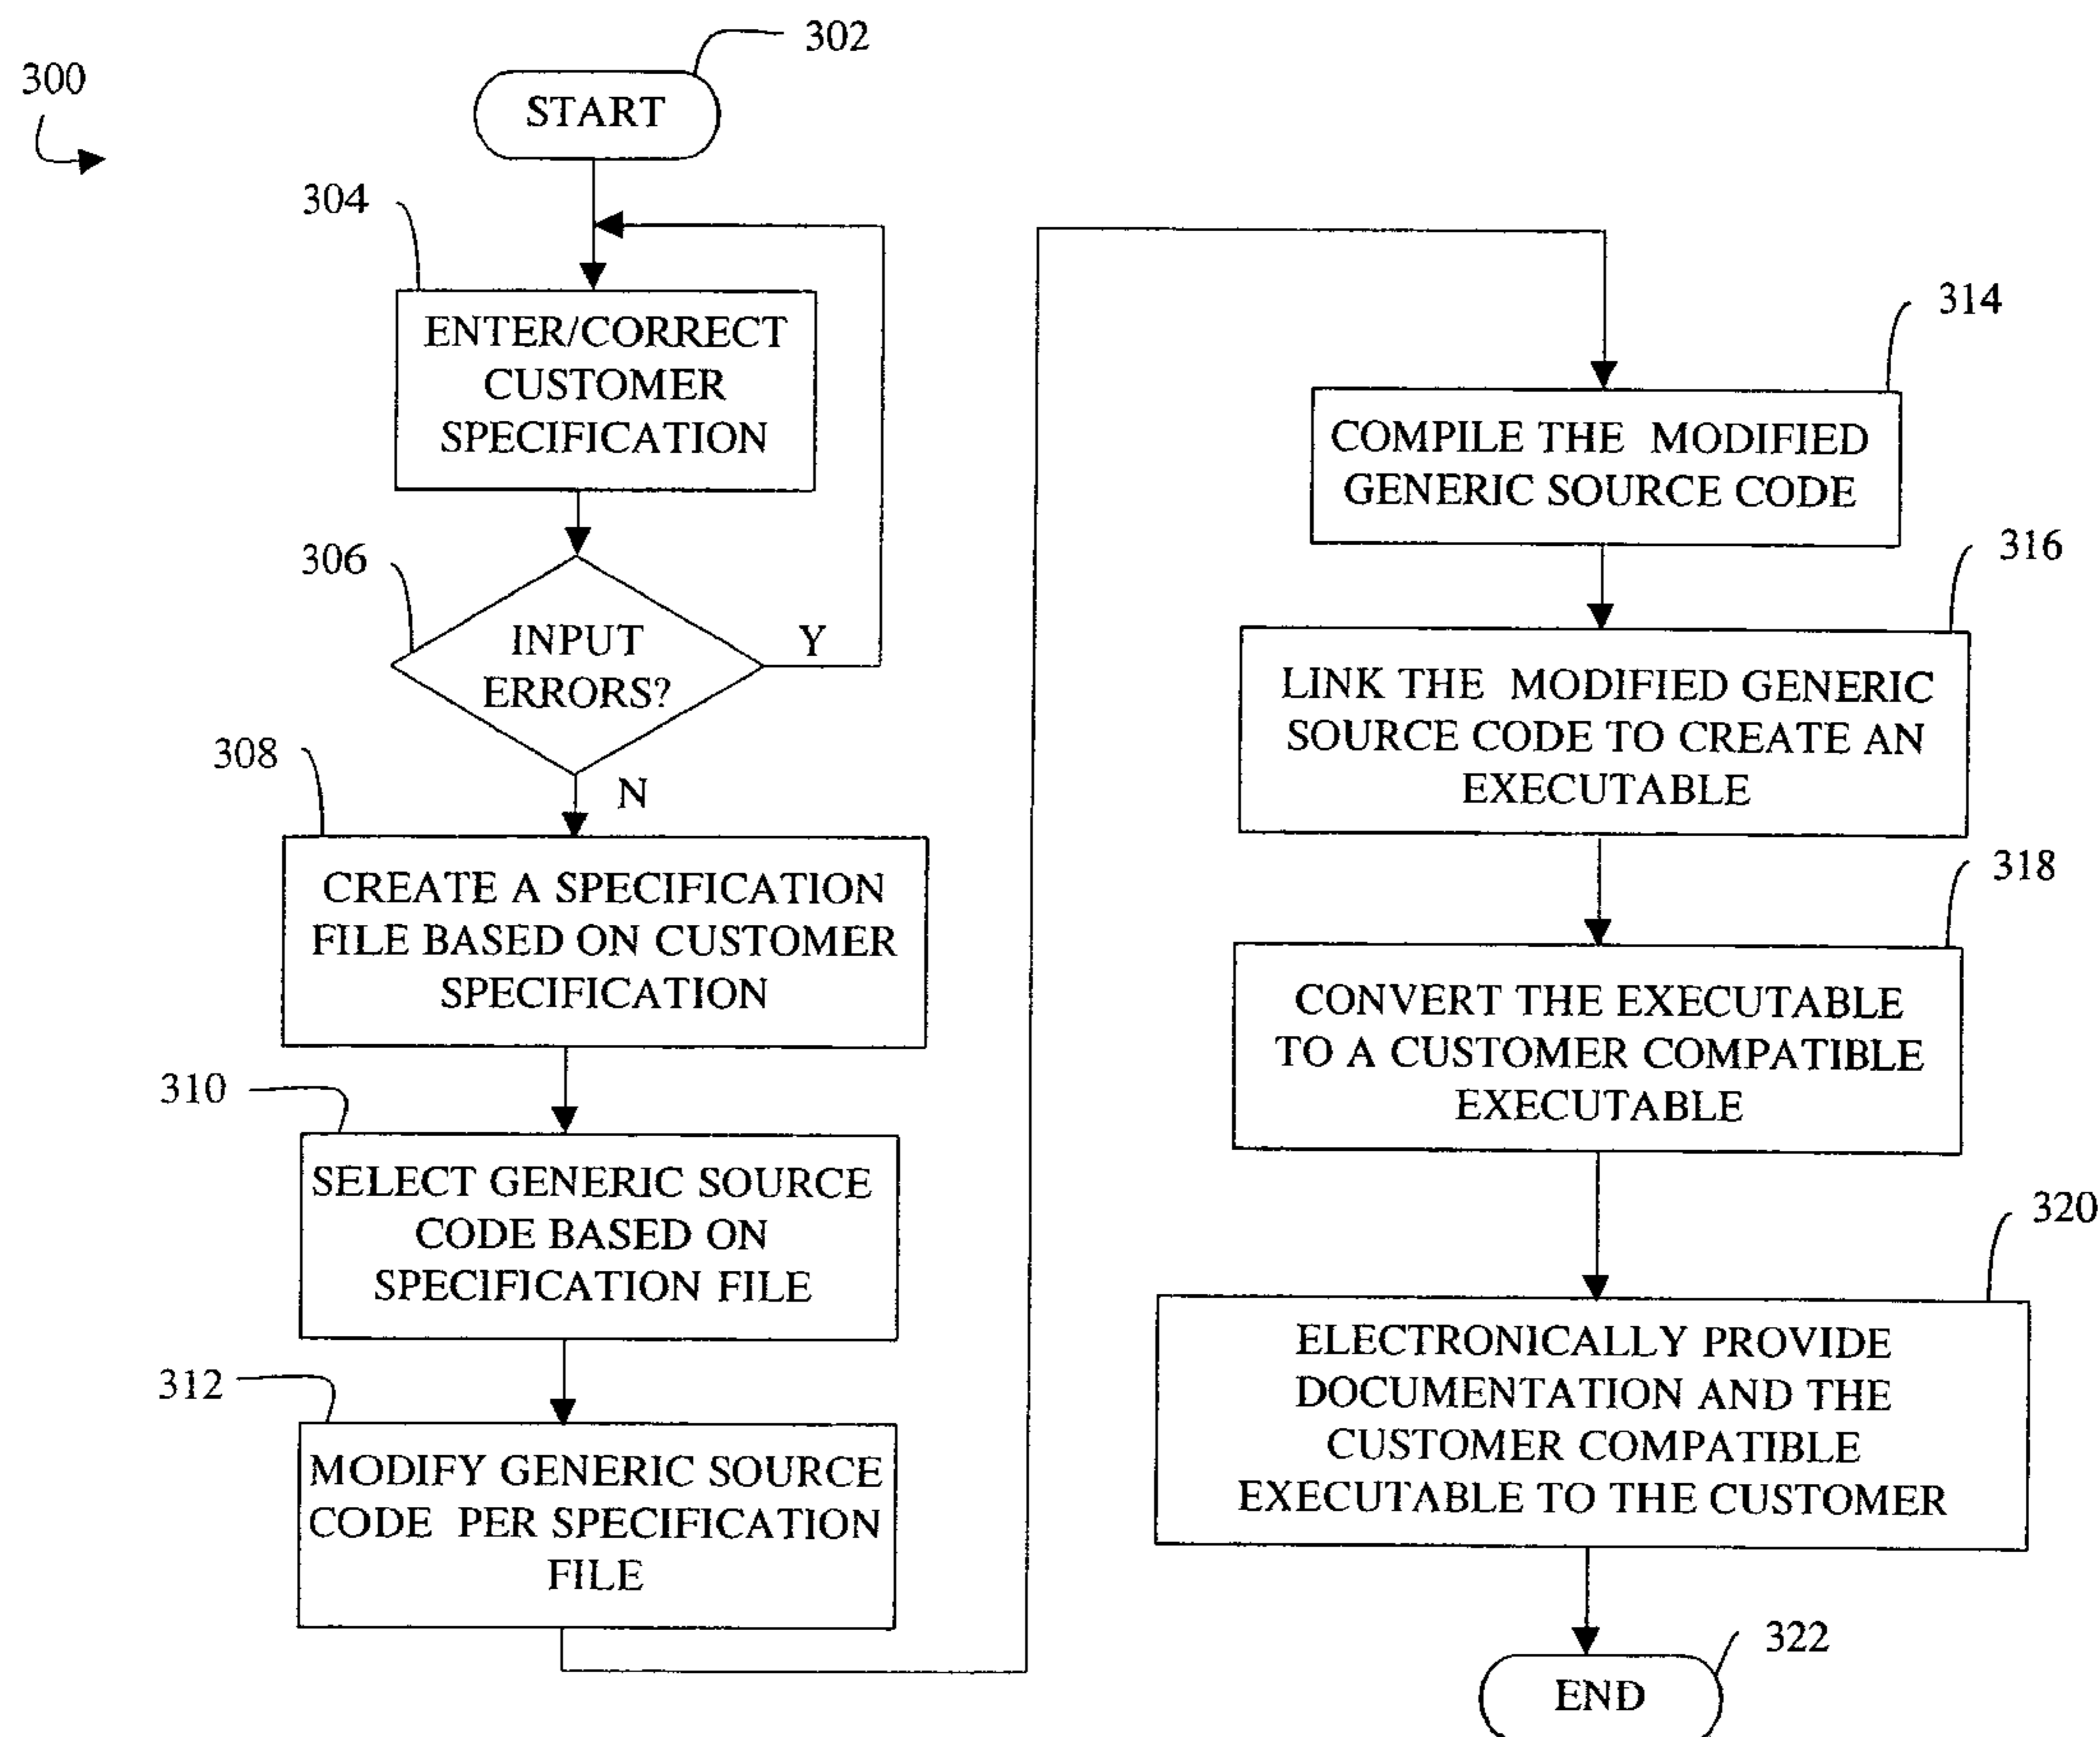 300
302
START
304
ENTER/CORRECT
CUSTOMER
SPECIFICATION
306
INPUT
ERRORS?
Y
N
308
CREATE A SPECIFICATION
FILE BASED ON CUSTOMER
SPECIFICATION
310
SELECT GENERIC SOURCE
CODE BASED ON
SPECIFICATION FILE
312
MODIFY GENERIC SOURCE
CODE PER SPECIFICATION
FILE
314
COMPILE THE MODIFIED
GENERIC SOURCE CODE
316
LINK THE MODIFIED GENERIC
SOURCE CODE TO CREATE AN
EXECUTABLE
318
CONVERT THE EXECUTABLE
TO A CUSTOMER COMPATIBLE
EXECUTABLE
320
ELECTRONICALLY PROVIDE
DOCUMENTATION AND THE
CUSTOMER COMPATIBLE
EXECUTABLE TO THE CUSTOMER
322
END